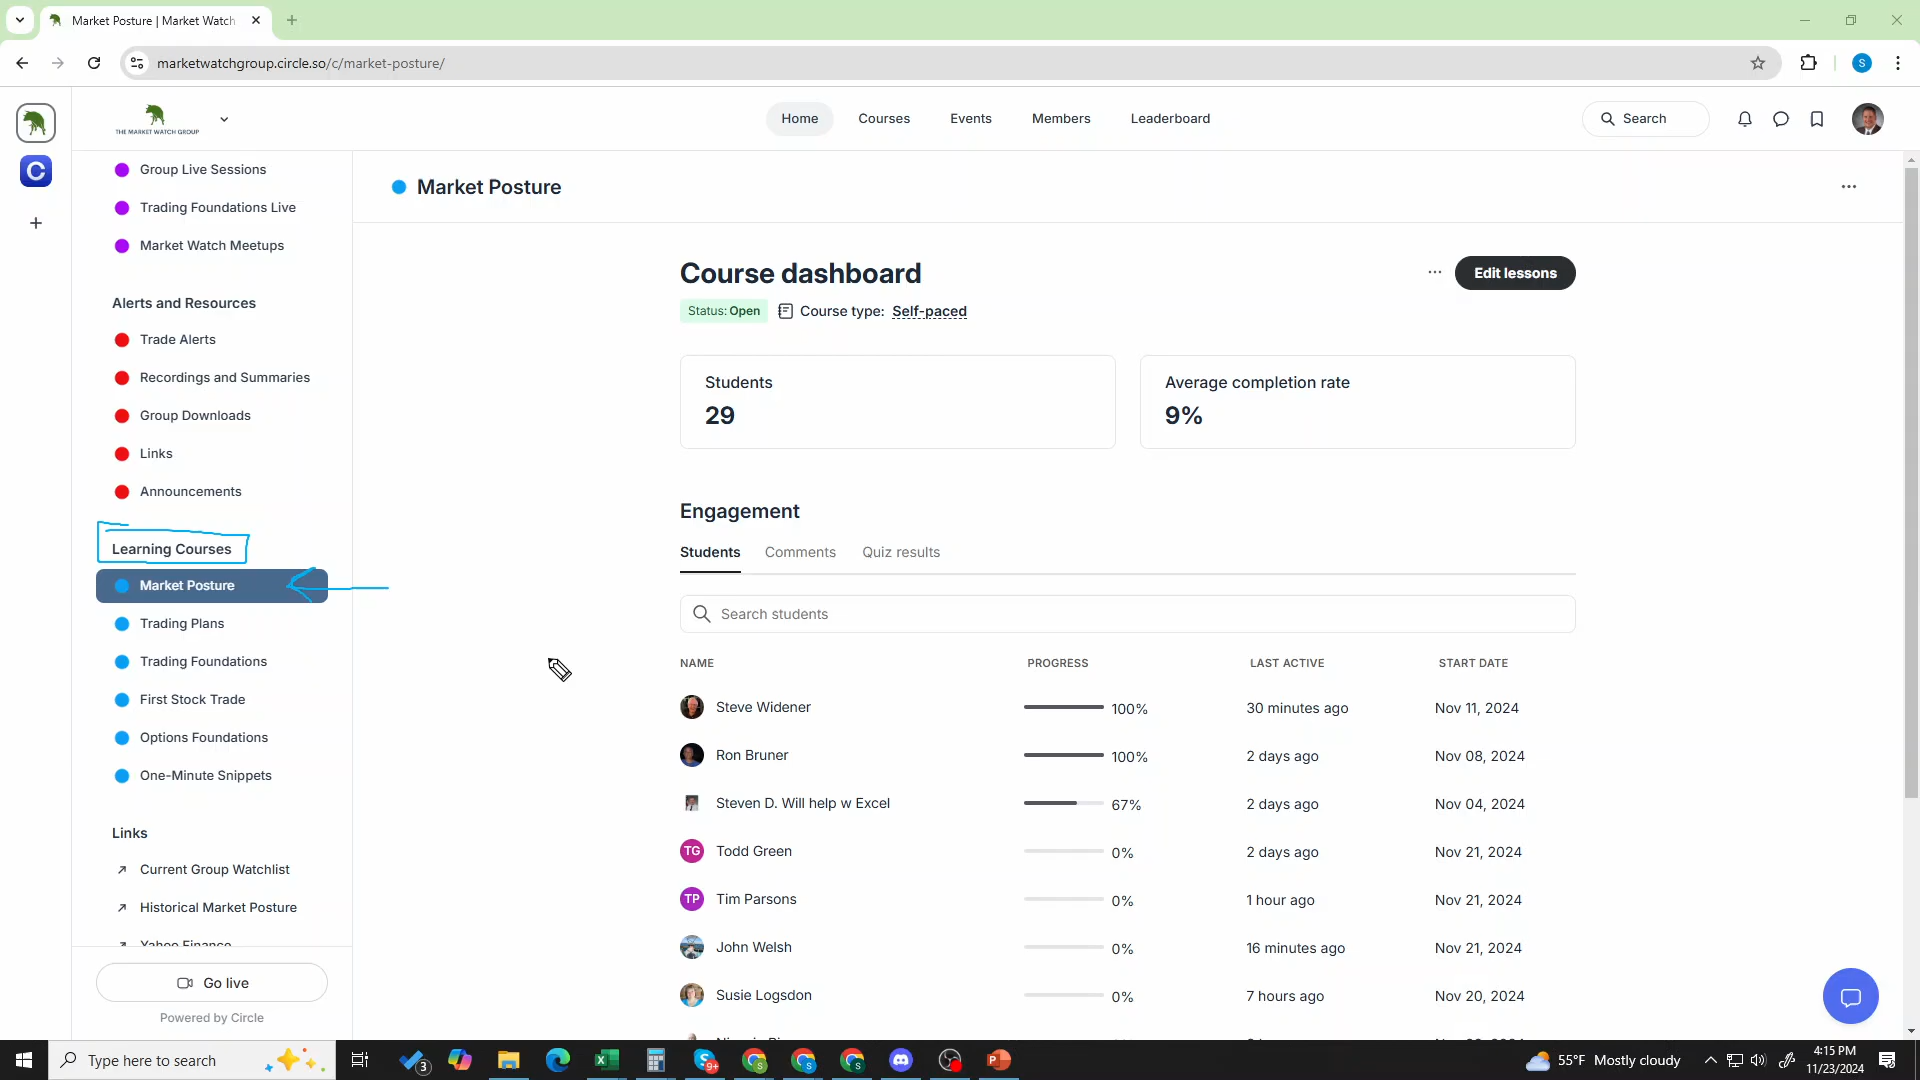 Market Posture | Market Watch
marketwatchgroup.circle.so/c/market-posture/
S
THE MARKET WATCH GROUP
Home
Courses
Events
Members
Leaderboard
Search
C
Group Live Sessions
Trading Foundations Live
Market Watch Meetups
Alerts and Resources
Trade Alerts
Recordings and Summaries
Group Downloads
Links
Announcements
Learning Courses
Market Posture
Trading Plans
Trading Foundations
First Stock Trade
Options Foundations
One-Minute Snippets
Links
Current Group Watchlist
Historical Market Posture
Yahoo Finance
Go live
Powered by Circle
Market Posture
Course dashboard
Edit lessons
Status: Open
Course type: Self-paced
Students
29
Average completion rate
9%
Engagement
Students
Comments
Quiz results
Search students
NAME PROGRESS LAST ACTIVE START DATE
Steve Widener 100% 30 minutes ago Nov 11, 2024
Ron Bruner 100% 2 days ago Nov 08, 2024
Steven D. Will help w Excel 67% 2 days ago Nov 04, 2024
TG Todd Green 0% 2 days ago Nov 21, 2024
TP Tim Parsons 0% 1 hour ago Nov 21, 2024
John Welsh 0% 16 minutes ago Nov 21, 2024
Susie Logsdon 0% 7 hours ago Nov 20, 2024
Type here to search
3
9+
55°F Mostly cloudy
4:15 PM
11/23/2024